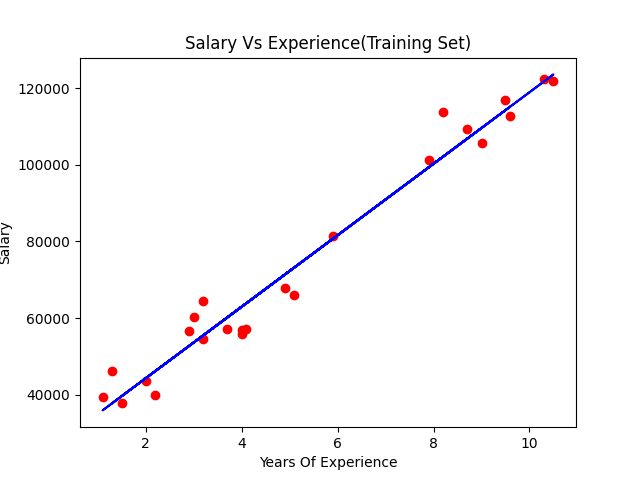 Salary Vs Experience(Training Set)
120000
100000
80000
60000
40000
Salary
2 4 6 8 10
Years Of Experience